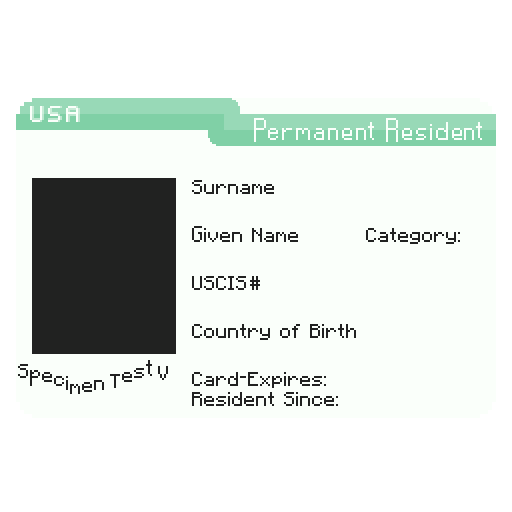 USA
Permanent Resident
Surname
Given Name Category:
USCIS#
Country of Birth
Specimen Test V
Card-Expires:
Resident Since: